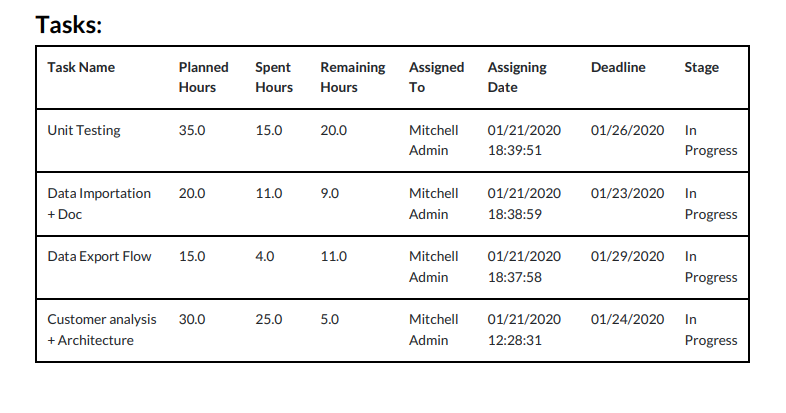 Tasks:
Task Name Planned Hours Spent Hours Remaining Hours Assigned To Assigning Date Deadline Stage
Unit Testing 35.0 15.0 20.0 Mitchell Admin 01/21/2020 18:39:51 01/26/2020 In Progress
Data Importation + Doc 20.0 11.0 9.0 Mitchell Admin 01/21/2020 18:38:59 01/23/2020 In Progress
Data Export Flow 15.0 4.0 11.0 Mitchell Admin 01/21/2020 18:37:58 01/29/2020 In Progress
Customer analysis + Architecture 30.0 25.0 5.0 Mitchell Admin 01/21/2020 12:28:31 01/24/2020 In Progress